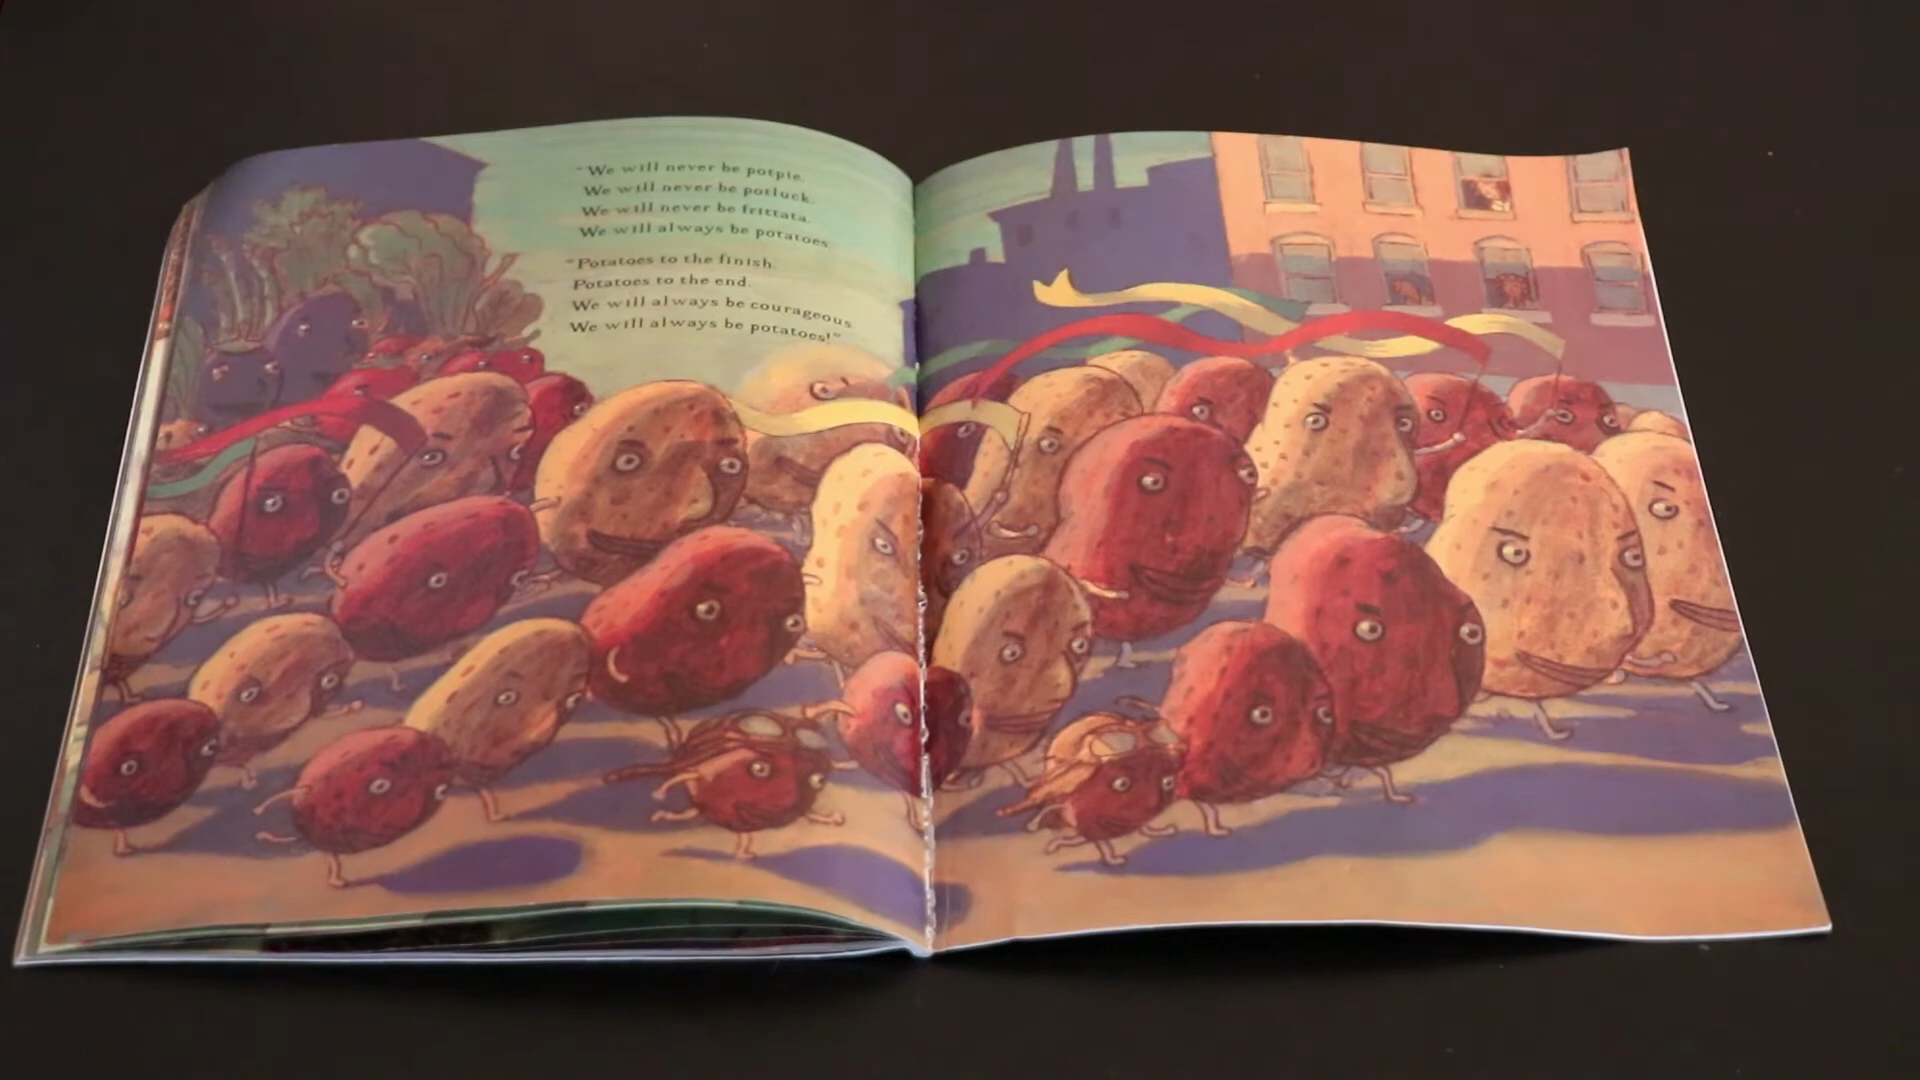 "We will never be potpie.
We will never be potluck.
We will never be frittata.
We will always be potatoes.
"Potatoes to the finish.
Potatoes to the end.
We will always be courageous
We will always be potatoes!"